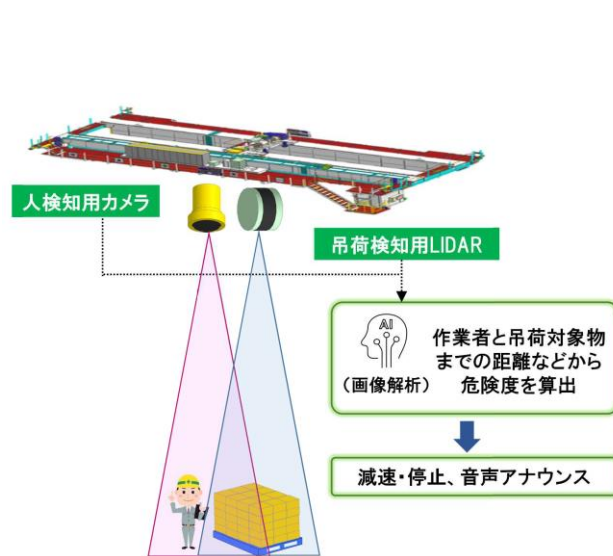 人検知用カメラ
吊荷検知用LIDAR
AI
(画像解析)
作業者と吊荷対象物
までの距離などから
危険度を算出
減速・停止、音声アナウンス